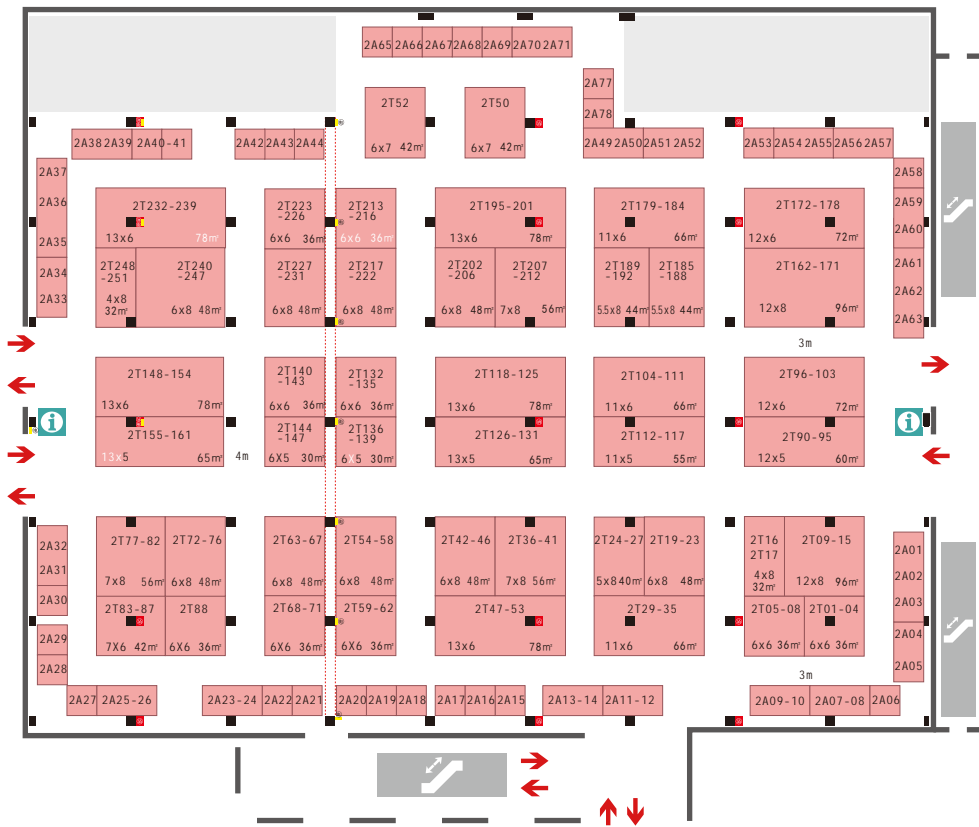 2A65 2A66 2A67 2A68 2A69 2A70 2A71
2A77
2A78
2T52
6x7 42㎡
2T50
6x7 42㎡
2A38 2A39 2A40-41
2A42 2A43 2A44
2A49 2A50 2A51 2A52
2A53 2A54 2A55 2A56 2A57
2A37
2A36
2A35
2A34
2A33
2A58
2A59
2A60
2A61
2A62
2A63
2T232-239
13x6 78㎡
2T223
-226
6x6 36㎡
2T213
-216
6x6 36㎡
2T195-201
13x6 78㎡
2T179-184
11x6 66㎡
2T172-178
12x6 72㎡
2T248
-251
4x8
32㎡
2T240
-247
6x8 48㎡
2T227
-231
6x8 48㎡
2T217
-222
6x8 48㎡
2T202
-206
6x8 48㎡
2T207
-212
7x8 56㎡
2T189
-192
5.5x8 44㎡
2T185
-188
5.5x8 44㎡
2T162-171
12x8 96㎡
3m
2T148-154
13x6 78㎡
2T140
-143
6x6 36㎡
2T132
-135
6x6 36㎡
2T118-125
13x6 78㎡
2T104-111
11x6 66㎡
2T96-103
12x6 72㎡
2T155-161
13x5 65㎡
4m
2T144
-147
6X5 30㎡
2T136
-139
6X5 30㎡
2T126-131
13x5 65㎡
2T112-117
11x5 55㎡
2T90-95
12x5 60㎡
i
i
2A32
2A31
2A30
2A29
2A28
2A01
2A02
2A03
2A04
2A05
2T77-82
7x8 56㎡
2T72-76
6x8 48㎡
2T63-67
6x8 48㎡
2T54-58
6x8 48㎡
2T42-46
6x8 48㎡
2T36-41
7x8 56㎡
2T24-27
5x8 40㎡
2T19-23
6x8 48㎡
2T16
2T17
4x8
32㎡
2T09-15
12x8 96㎡
2T83-87
7X6 42㎡
2T88
6X6 36㎡
2T68-71
6X6 36㎡
2T59-62
6X6 36㎡
2T47-53
13x6 78㎡
2T29-35
11x6 66㎡
2T05-08
6x6 36㎡
2T01-04
6x6 36㎡
3m
2A27 2A25-26
2A23-24 2A22 2A21
2A20 2A19 2A18
2A17 2A16 2A15
2A13-14 2A11-12
2A09-10 2A07-08 2A06